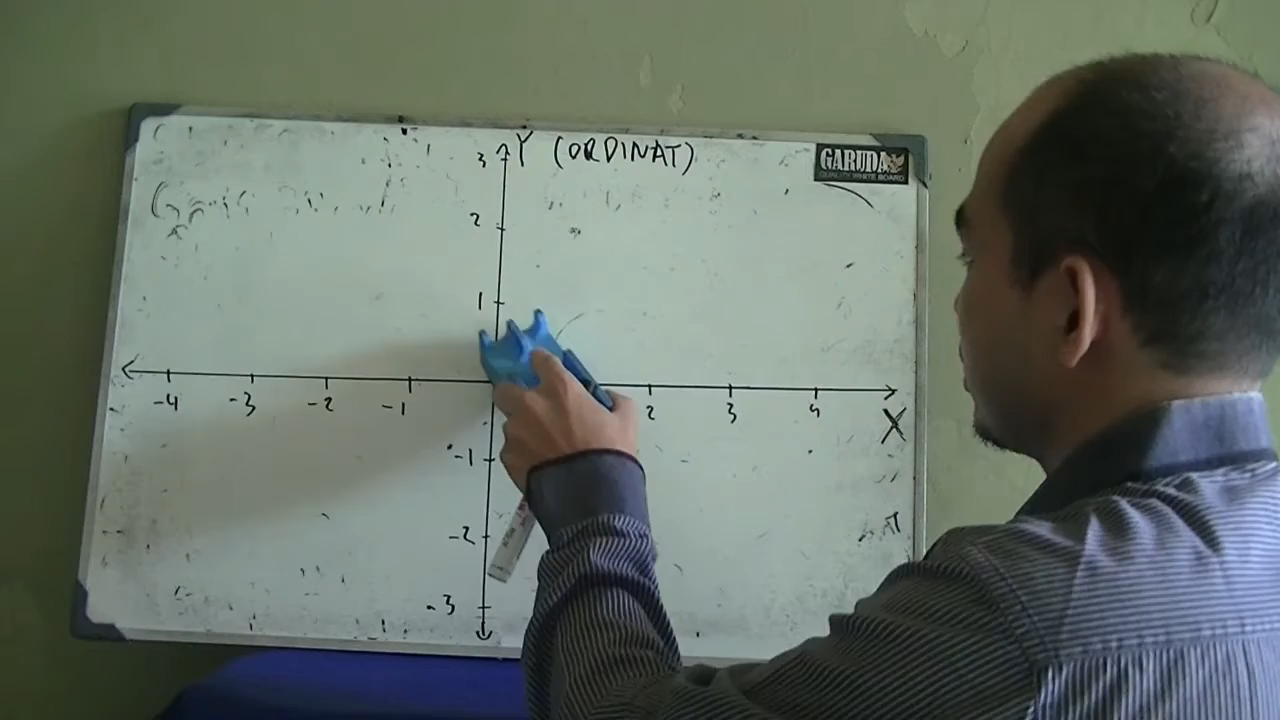 3 Y (ORDINAT)
GARUDA
QUALITY WHITE BOARD
2
1
-4 -3 -2 -1 2 3 4
X
-1
-2
-3